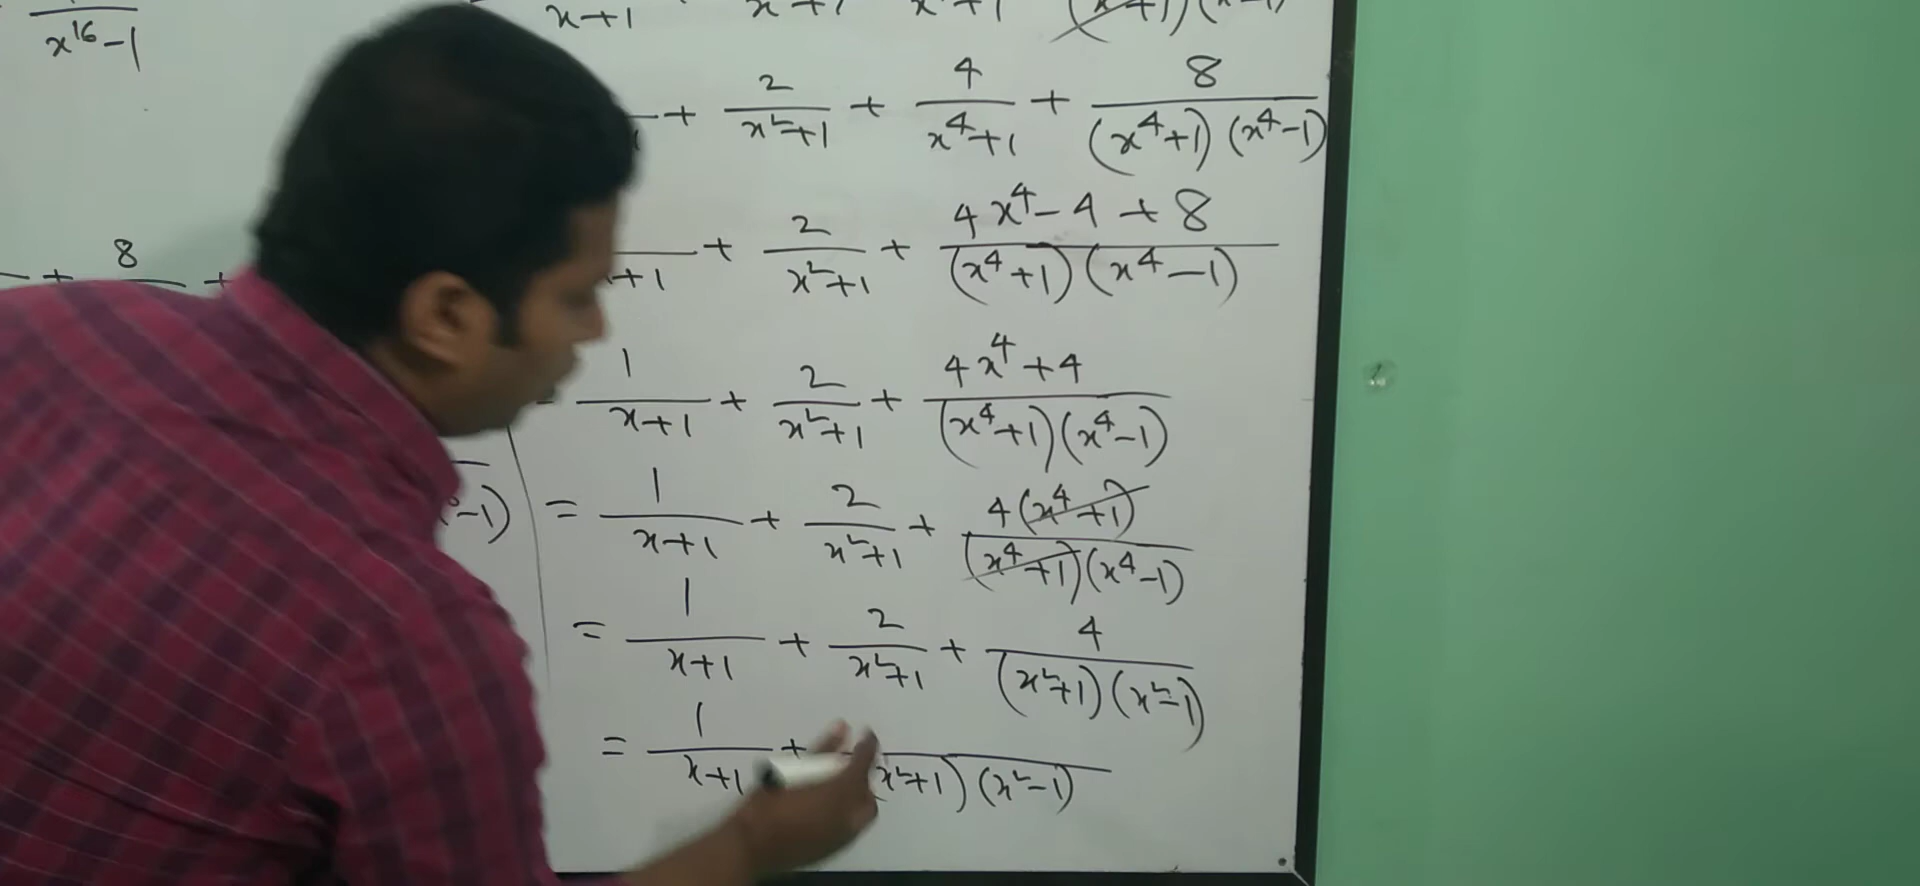 x¹⁶-1
x+1
2/(x²+1) + 4/(x⁴+1) + 8/((x⁴+1)(x⁴-1))
+1 + 2/(x²+1) + (4x⁴-4+8)/((x⁴+1)(x⁴-1))
+ 8 +
1/(x+1) + 2/(x²+1) + (4x⁴+4)/((x⁴+1)(x⁴-1))
-1) = 1/(x+1) + 2/(x²+1) + 4(x⁴+1)/((x⁴+1)(x⁴-1))
= 1/(x+1) + 2/(x²+1) + 4/((x²+1)(x²-1))
= 1/(x+1) + (x²+1)(x²-1)